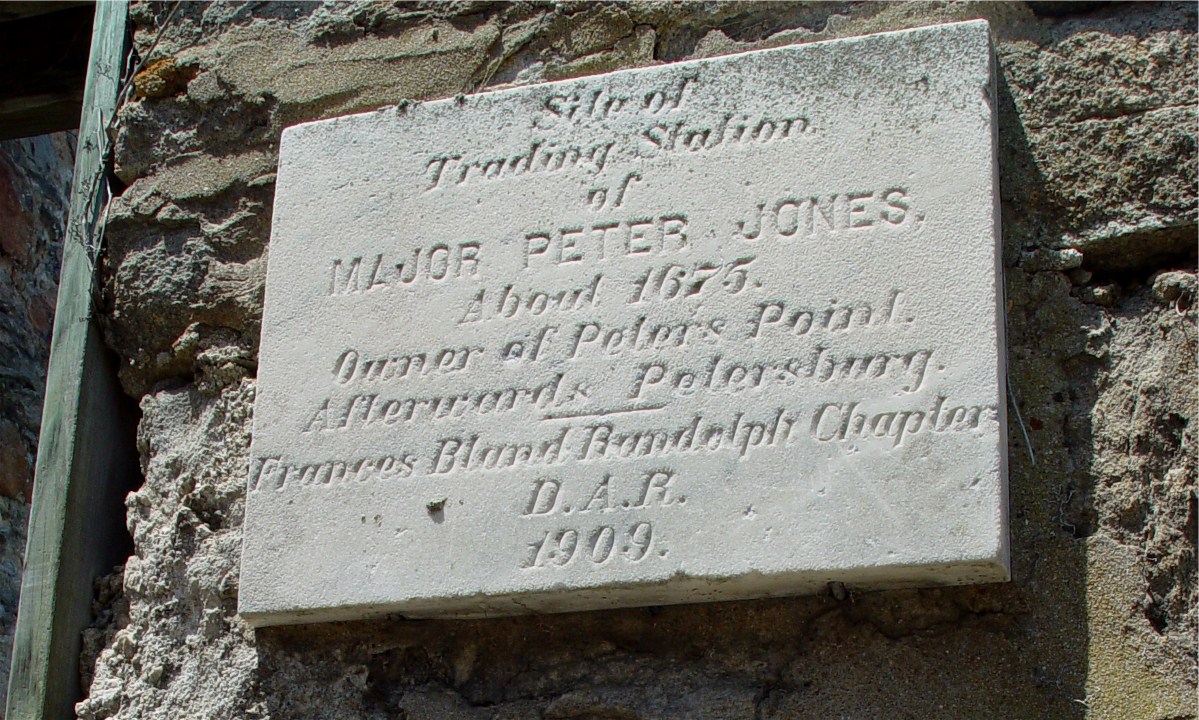 Site of
Trading Station
of
MAJOR PETER JONES,
About 1675.
Owner of Peters Point.
Afterwards Petersburg.
Frances Bland Randolph Chapter
D.A.R.
1909.